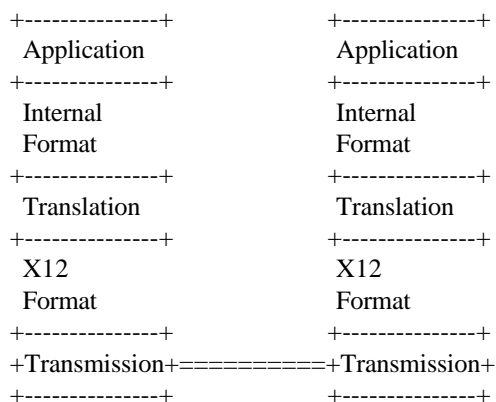 +---------------+ +---------------+
Application Application
+---------------+ +---------------+
Internal Internal
Format Format
+---------------+ +---------------+
Translation Translation
+---------------+ +---------------+
X12 X12
Format Format
+---------------+ +---------------+
+Transmission+==========+Transmission+
+---------------+ +---------------+